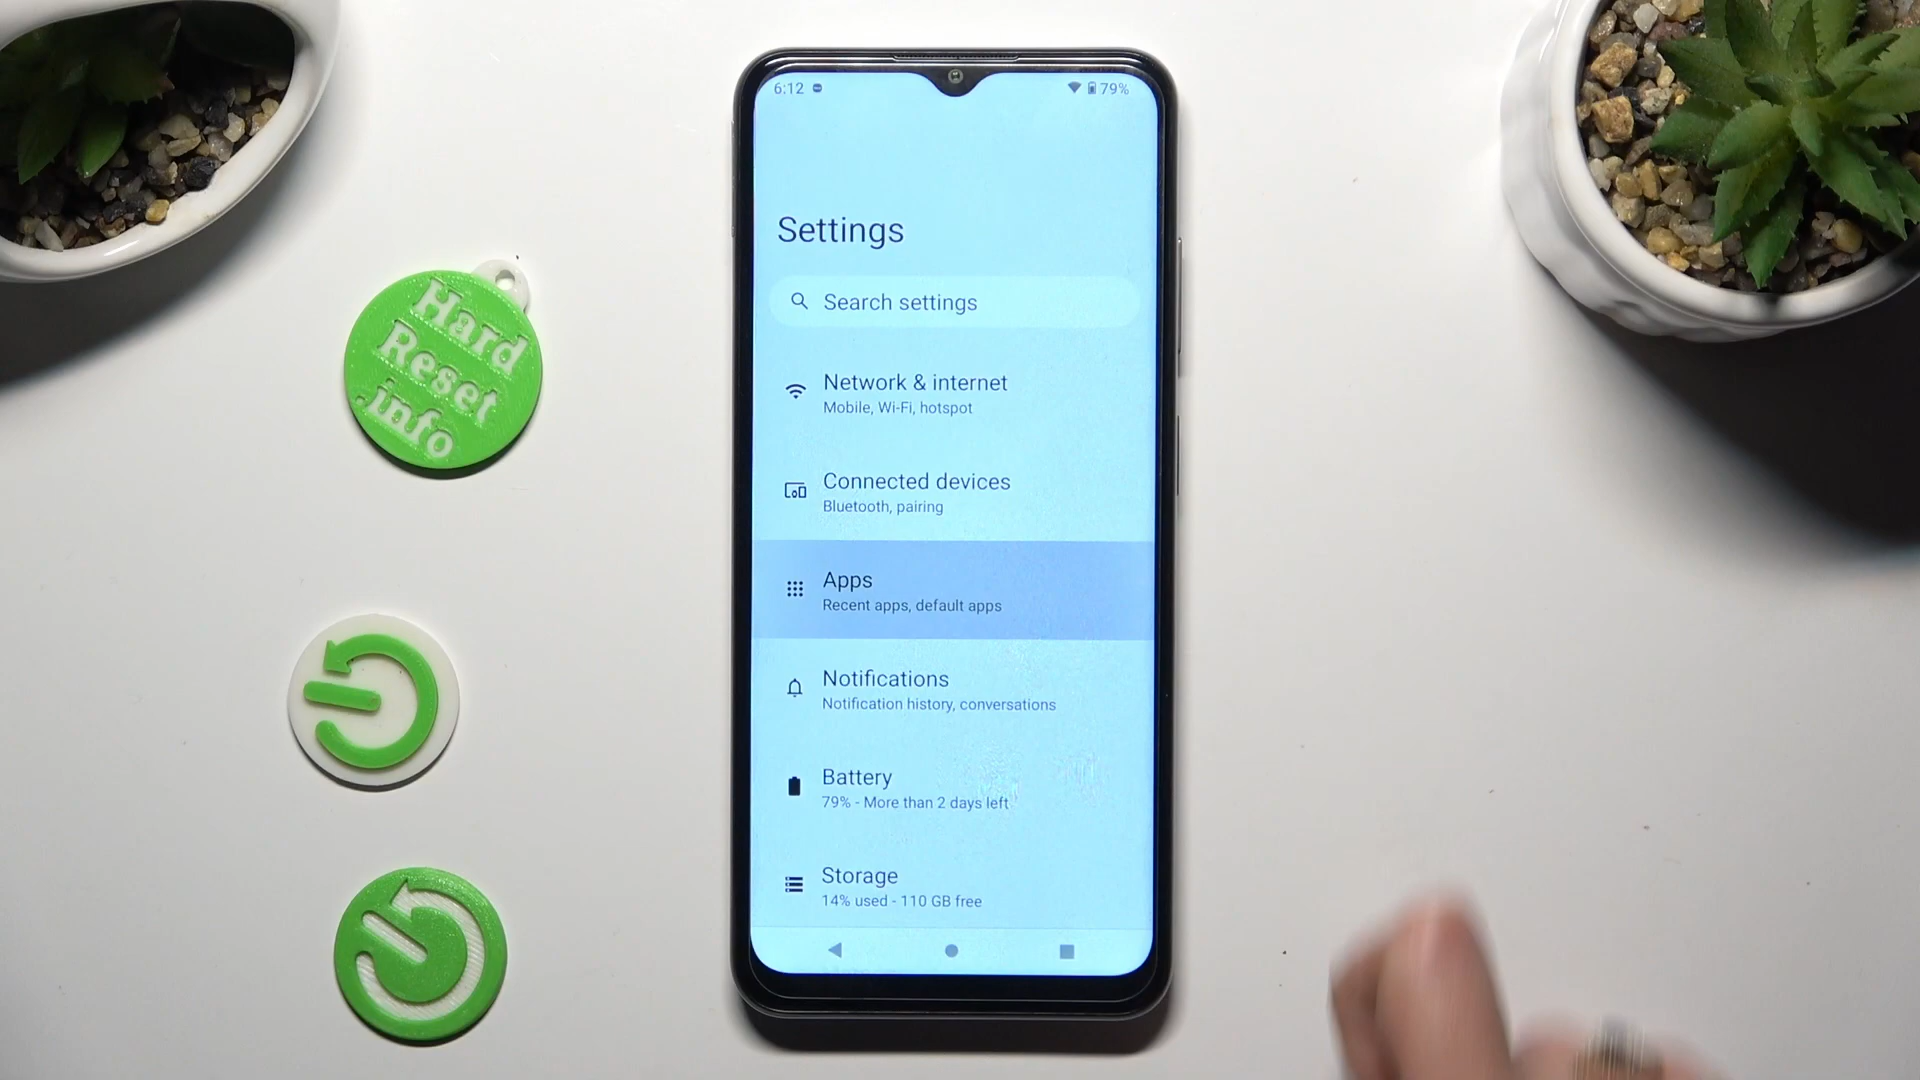 6:12
79%
Settings
Search settings
Network & internet
Mobile, Wi-Fi, hotspot
Connected devices
Bluetooth, pairing
Apps
Recent apps, default apps
Notifications
Notification history, conversations
Battery
79% - More than 2 days left
Storage
14% used - 110 GB free
Hard
Reset
.info